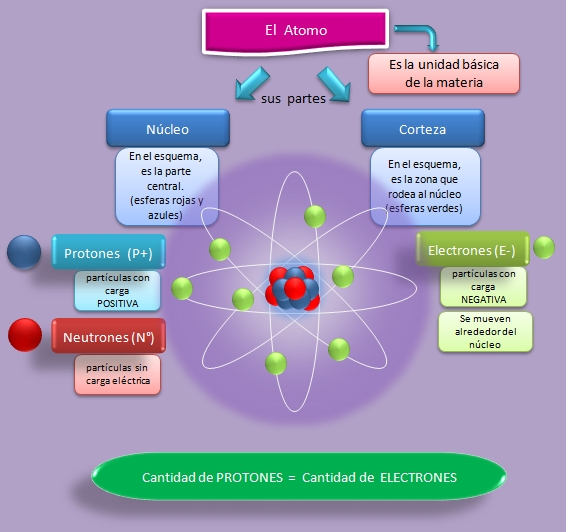 El Atomo
Es la unidad básica
de la materia
sus partes
Núcleo
Corteza
En el esquema,
es la parte
central.
(esferas rojas y
azules)
En el esquema,
es la zona que
rodea al núcleo
(esferas verdes)
Protones (P+)
partículas con
carga
POSITIVA
Electrones (E-)
partículas con
carga
NEGATIVA
Se mueven
alrededor del
núcleo
Neutrones (Nº)
partículas sin
carga eléctrica
Cantidad de PROTONES = Cantidad de ELECTRONES